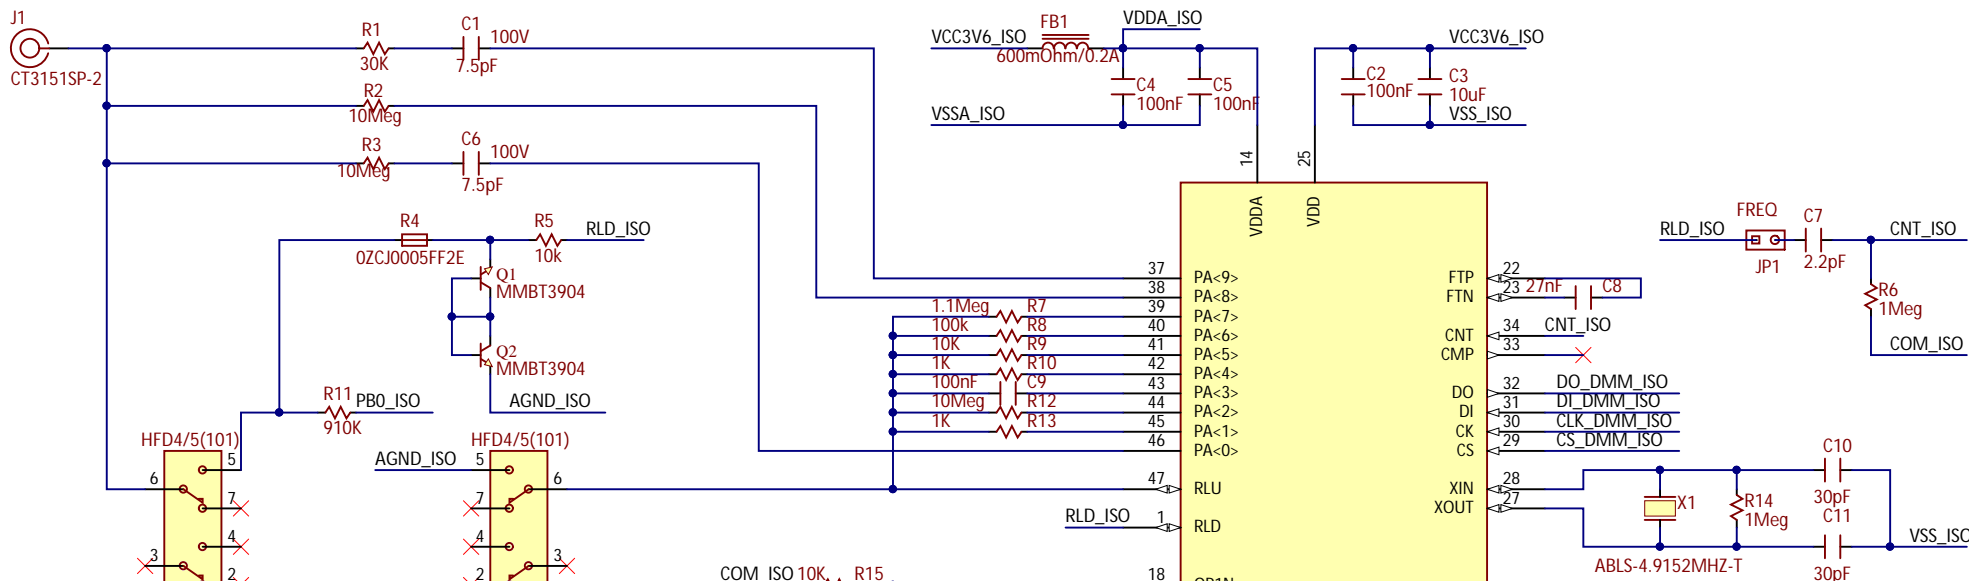 J1
CT3151SP-2
R1
30K
C1
100V
7.5pF
R2
10Meg
R3
10Meg
C6
100V
7.5pF
R4
0ZCJ0005FF2E
R5
10k
RLD_ISO
Q1
MMBT3904
Q2
MMBT3904
AGND_ISO
R11
910K
PB0_ISO
HFD4/5(101)
5
6
7
4
3
2
HFD4/5(101)
AGND_ISO
5
6
7
4
3
2
VCC3V6_ISO
FB1
600mOhm/0.2A
VDDA_ISO
C4
100nF
C5
100nF
VSSA_ISO
VCC3V6_ISO
C2
100nF
C3
10uF
VSS_ISO
14
25
VDDA
VDD
37
PA<9>
38
PA<8>
1.1Meg
R7
39
PA<7>
100k
R8
40
PA<6>
10K
R9
41
PA<5>
1K
R10
42
PA<4>
100nF
C9
43
PA<3>
10Meg
R12
44
PA<2>
1K
R13
45
PA<1>
46
PA<0>
47
RLU
RLD_ISO
1
RLD
COM_ISO
10K
R15
18
FTP
22
FTN
23
27nF
C8
CNT
34
CNT_ISO
CMP
33
DO
32
DO_DMM_ISO
DI
31
DI_DMM_ISO
CK
30
CLK_DMM_ISO
CS
29
CS_DMM_ISO
XIN
28
XOUT
27
X1
ABLS-4.9152MHZ-T
R14
1Meg
C10
30pF
C11
30pF
VSS_ISO
RLD_ISO
FREQ
JP1
C7
2.2pF
CNT_ISO
R6
1Meg
COM_ISO